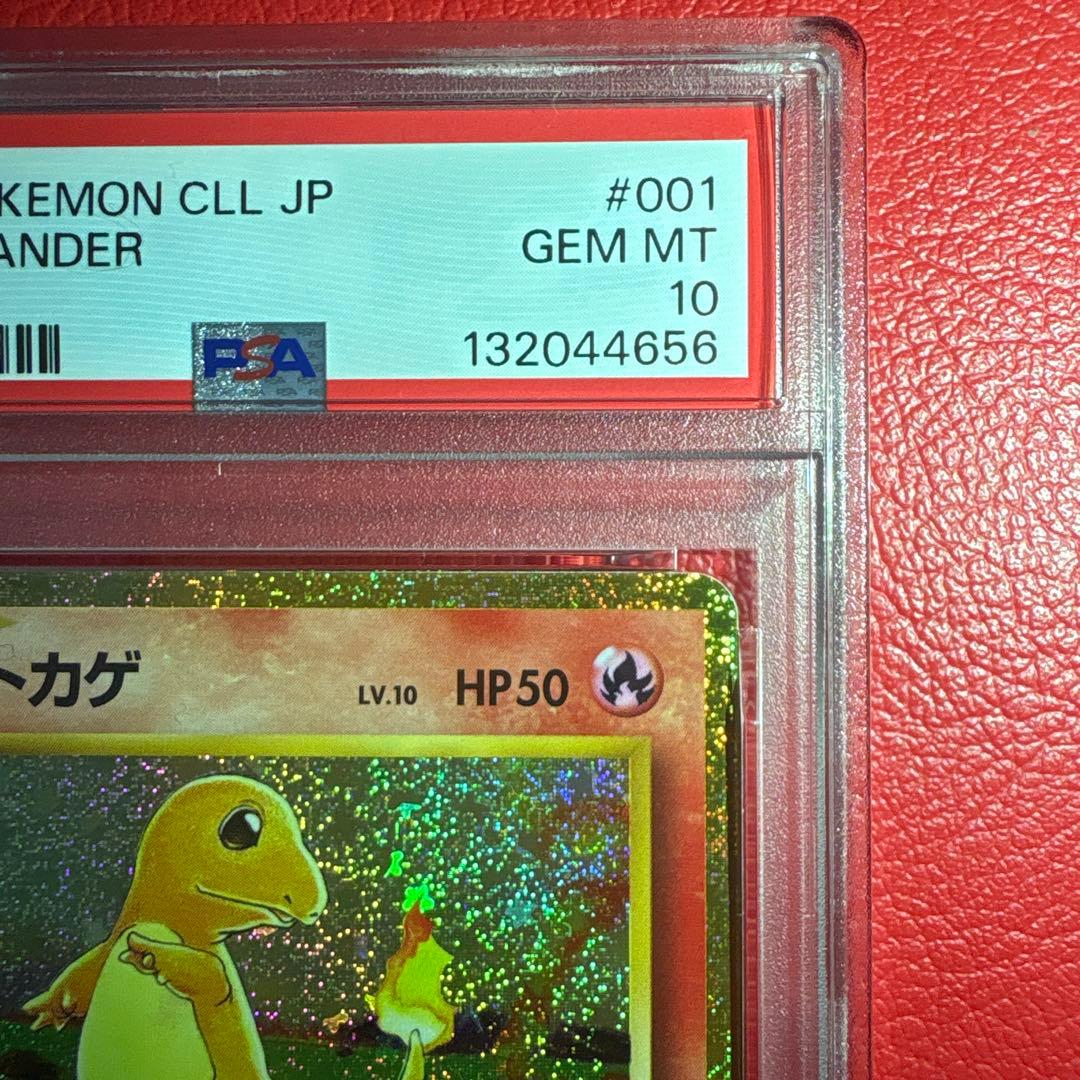 KEMON CLL JP #001
ANDER GEM MT
10
PSA 132044656
トカゲ LV.10 HP50